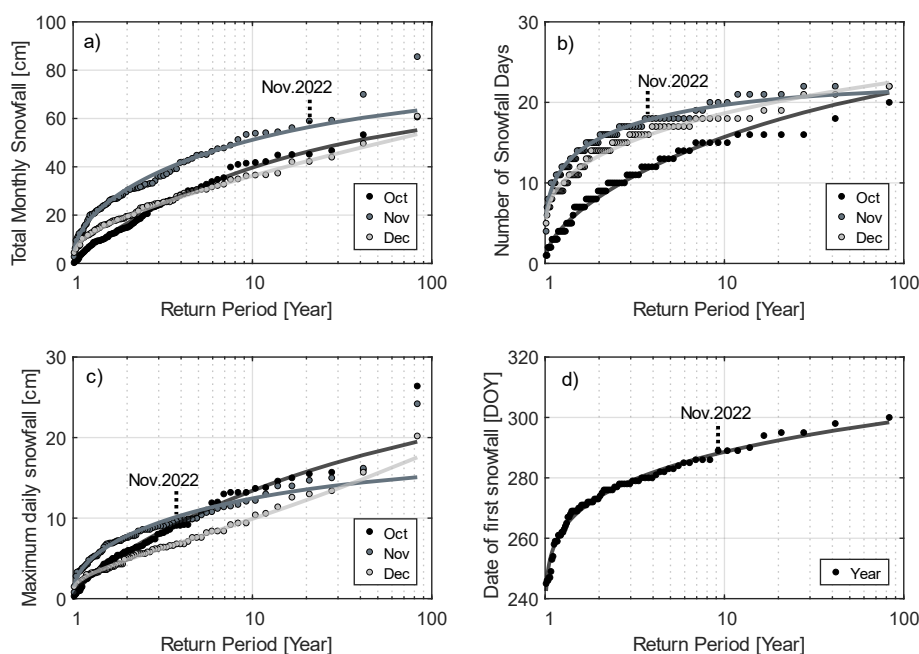 a)
Total Monthly Snowfall [cm]
100
80
60
40
20
0
Nov.2022
Oct
Nov
Dec
1
10
100
Return Period [Year]
b)
Number of Snowfall Days
30
20
10
0
Nov.2022
Oct
Nov
Dec
1
10
100
Return Period [Year]
c)
Maximum daily snowfall [cm]
30
20
10
0
Nov.2022
Oct
Nov
Dec
1
10
100
Return Period [Year]
d)
Date of first snowfall [DOY]
320
300
280
260
240
Nov.2022
Year
1
10
100
Return Period [Year]